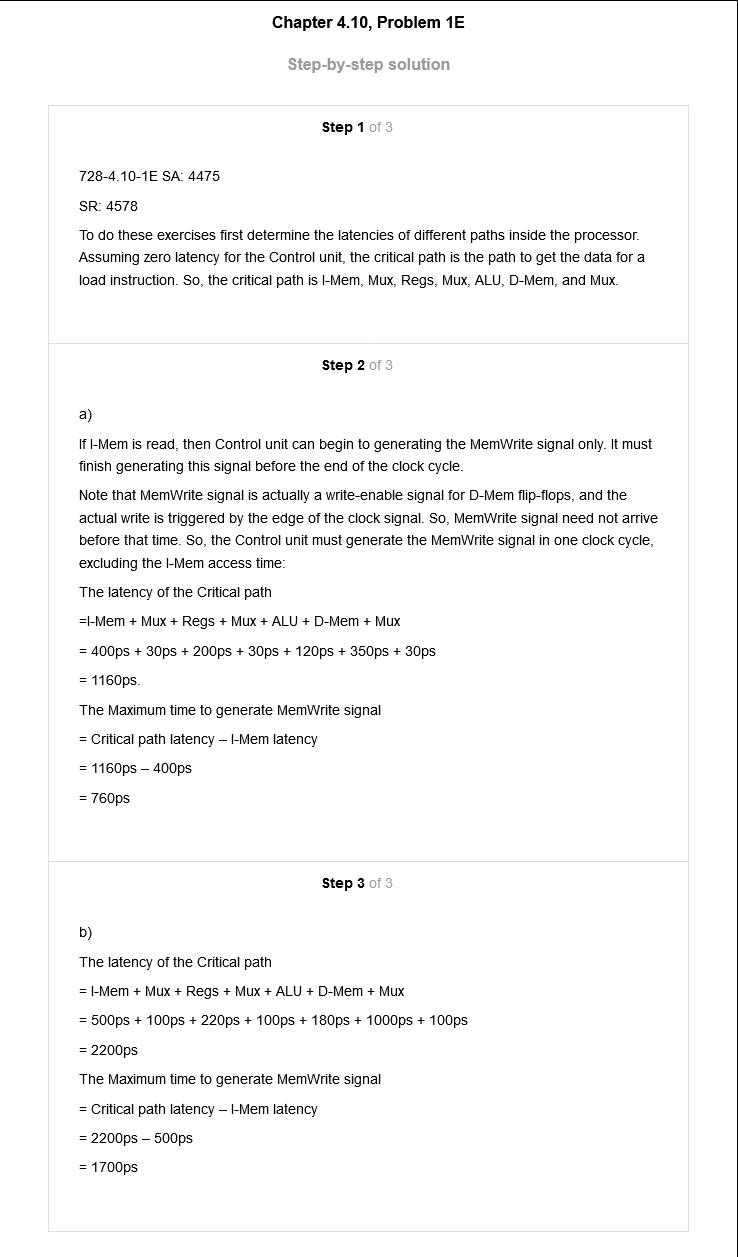 Chapter 4.10, Problem 1E
Step-by-step solution
Step 1 of 3
728-4.10-1E SA: 4475
SR: 4578
To do these exercises first determine the latencies of different paths inside the processor.
Assuming zero latency for the Control unit, the critical path is the path to get the data for a
load instruction. So, the critical path is I-Mem, Mux, Regs, Mux, ALU, D-Mem, and Mux.
Step 2 of 3
a)
If I-Mem is read, then Control unit can begin to generating the MemWrite signal only. It must
finish generating this signal before the end of the clock cycle.
Note that MemWrite signal is actually a write-enable signal for D-Mem flip-flops, and the
actual write is triggered by the edge of the clock signal. So, MemWrite signal need not arrive
before that time. So, the Control unit must generate the MemWrite signal in one clock cycle,
excluding the I-Mem access time:
The latency of the Critical path
=I-Mem + Mux + Regs + Mux + ALU + D-Mem + Mux
= 400ps + 30ps + 200ps + 30ps + 120ps + 350ps + 30ps
= 1160ps.
The Maximum time to generate MemWrite signal
= Critical path latency – I-Mem latency
= 1160ps – 400ps
= 760ps
Step 3 of 3
b)
The latency of the Critical path
= I-Mem + Mux + Regs + Mux + ALU + D-Mem + Mux
= 500ps + 100ps + 220ps + 100ps + 180ps + 1000ps + 100ps
= 2200ps
The Maximum time to generate MemWrite signal
= Critical path latency – I-Mem latency
= 2200ps – 500ps
= 1700ps